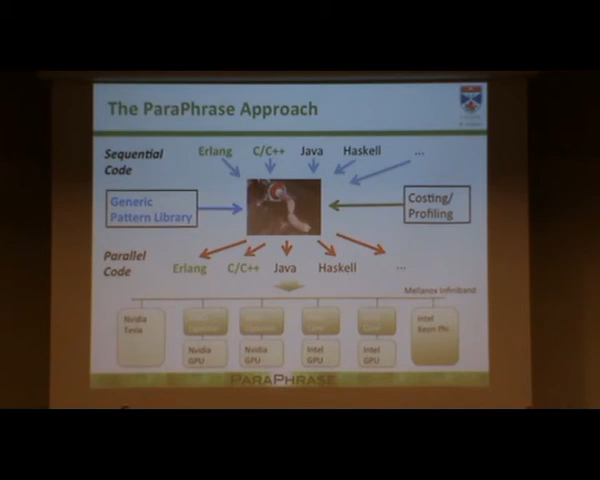 The ParaPhrase Approach
Sequential
Code
Erlang C/C++ Java Haskell ...
Generic
Pattern Library
Costing/
Profiling
Parallel
Code
Erlang C/C++ Java Haskell ...
Mellanox Infiniband
Nvidia
Tesla
Intel
Xeon Phi
Nvidia
GPU
Nvidia
GPU
Intel
GPU
Intel
GPU
PARAPHRASE